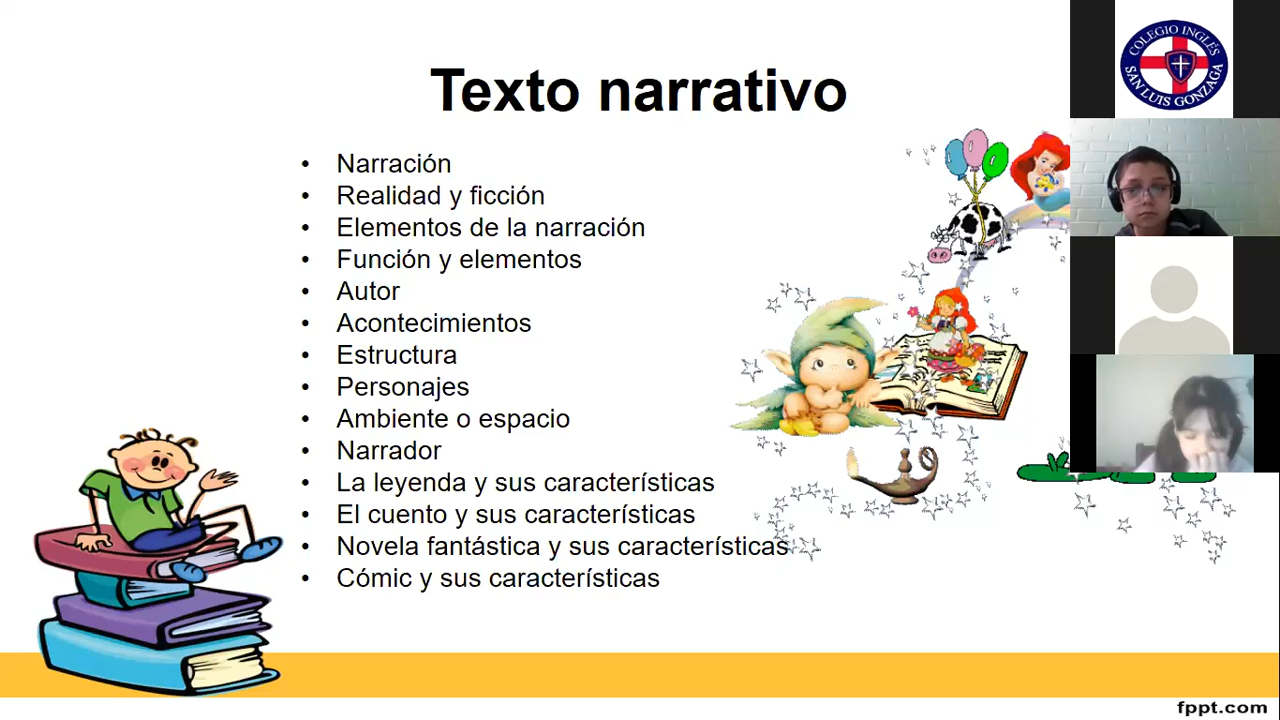 Texto narrativo
• Narración
• Realidad y ficción
• Elementos de la narración
• Función y elementos
• Autor
• Acontecimientos
• Estructura
• Personajes
• Ambiente o espacio
• Narrador
• La leyenda y sus características
• El cuento y sus características
• Novela fantástica y sus características
• Cómic y sus características
COLEGIO INGLÉS
SAN LUIS GONZAGA
fppt.com